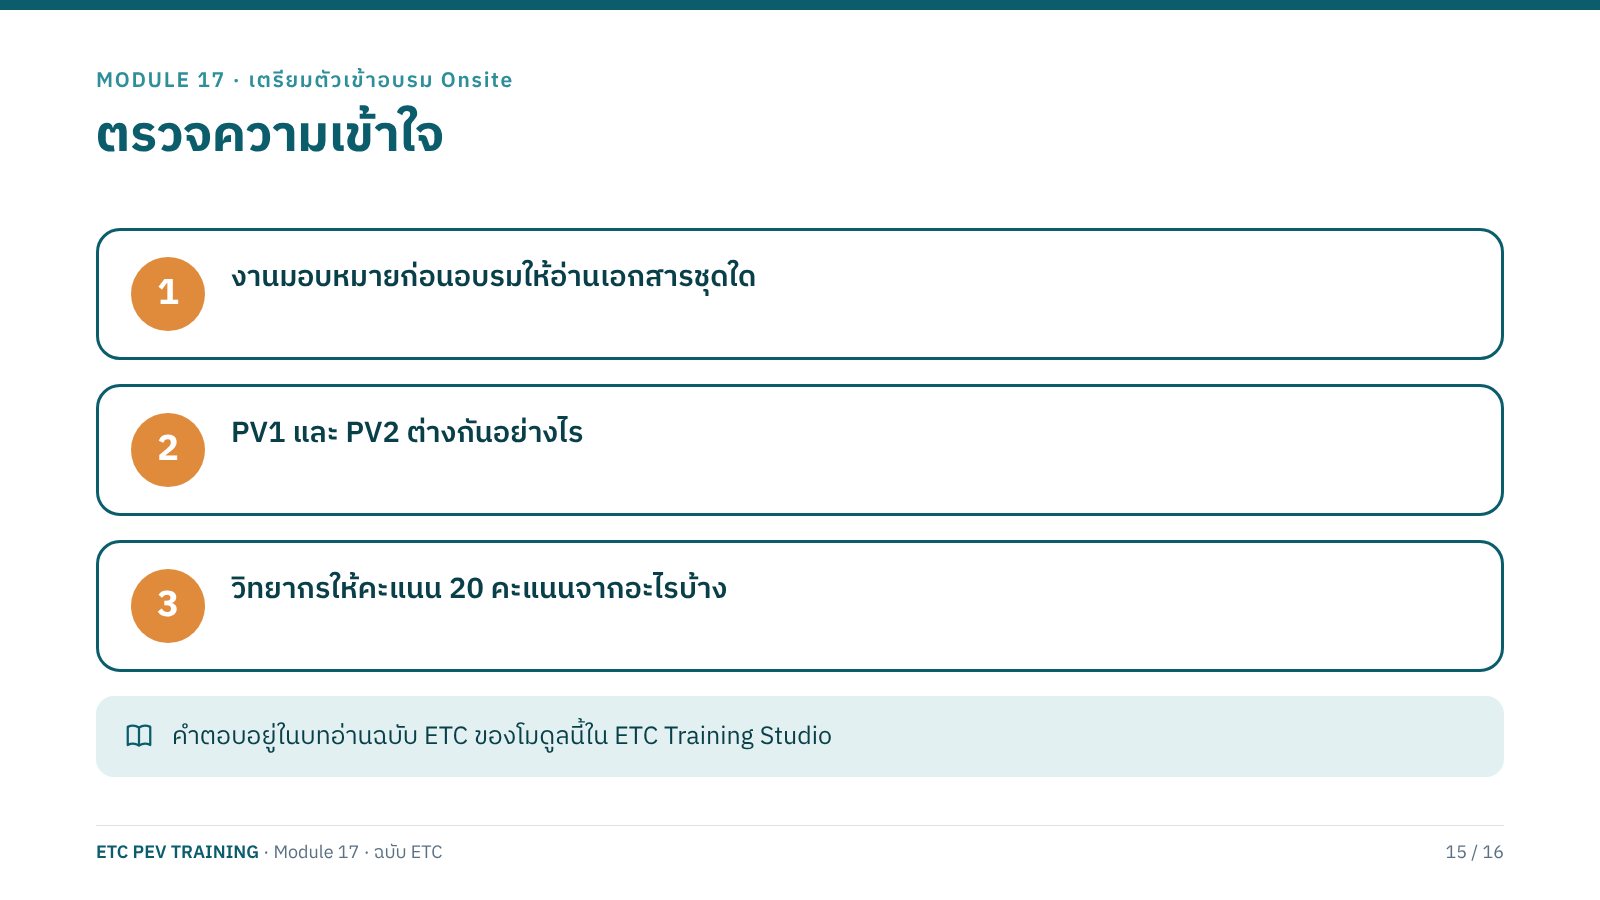 MODULE 17 · เตรียมตัวเข้าอบรม Onsite
ตรวจความเข้าใจ
1
งานมอบหมายก่อนอบรมให้อ่านเอกสารชุดใด
2
PV1 และ PV2 ต่างกันอย่างไร
3
วิทยากรให้คะแนน 20 คะแนนจากอะไรบ้าง
คำตอบอยู่ในบทอ่านฉบับ ETC ของโมดูลนี้ใน ETC Training Studio
ETC PEV TRAINING · Module 17 · ฉบับ ETC
15 / 16